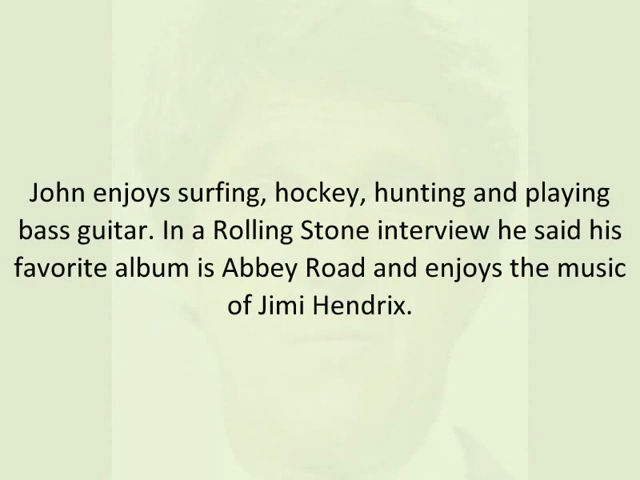 John enjoys surfing, hockey, hunting and playing
bass guitar. In a Rolling Stone interview he said his
favorite album is Abbey Road and enjoys the music
of Jimi Hendrix.